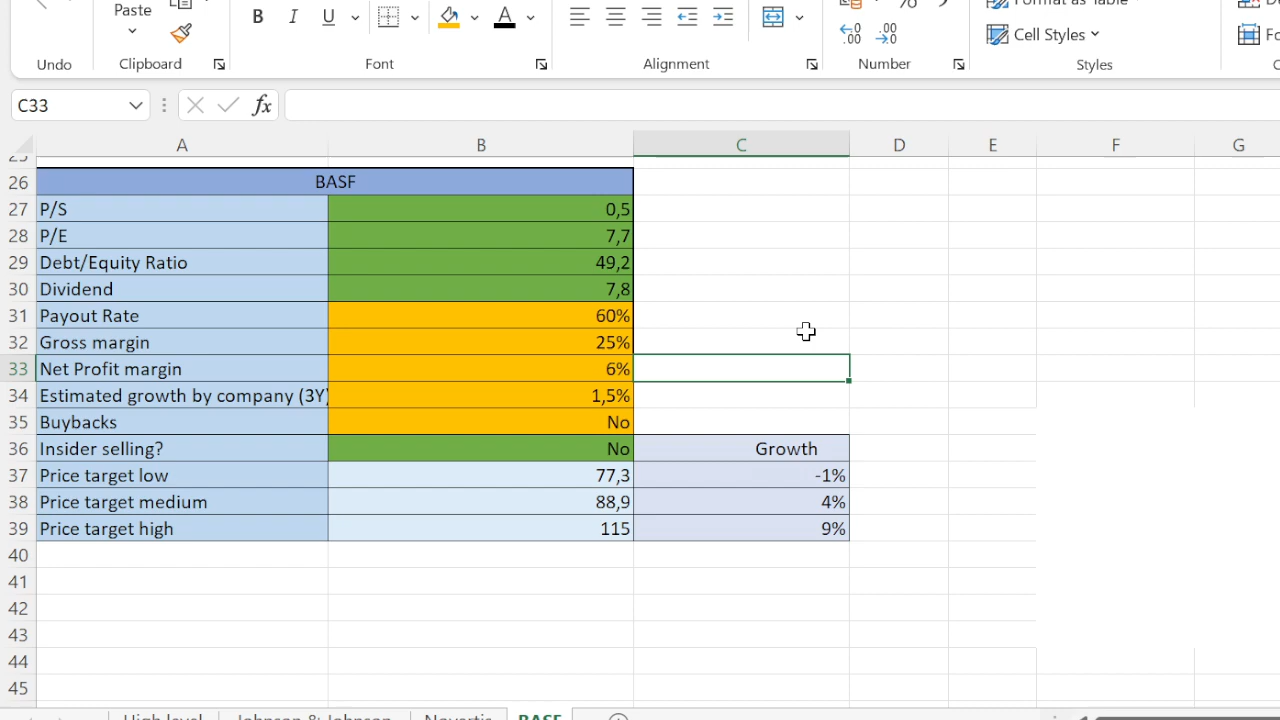 Paste
B I U A
% 
Format as Table
Cell Styles
Undo Clipboard Font Alignment Number Styles
C33 fx
A B C D E F G
25
26 BASF
27 P/S 0,5
28 P/E 7,7
29 Debt/Equity Ratio 49,2
30 Dividend 7,8
31 Payout Rate 60%
32 Gross margin 25%
33 Net Profit margin 6%
34 Estimated growth by company (3Y) 1,5%
35 Buybacks No
36 Insider selling? No Growth
37 Price target low 77,3 -1%
38 Price target medium 88,9 4%
39 Price target high 115 9%
40
41
42
43
44
45
High level Johnson & Johnson Novartis BASF